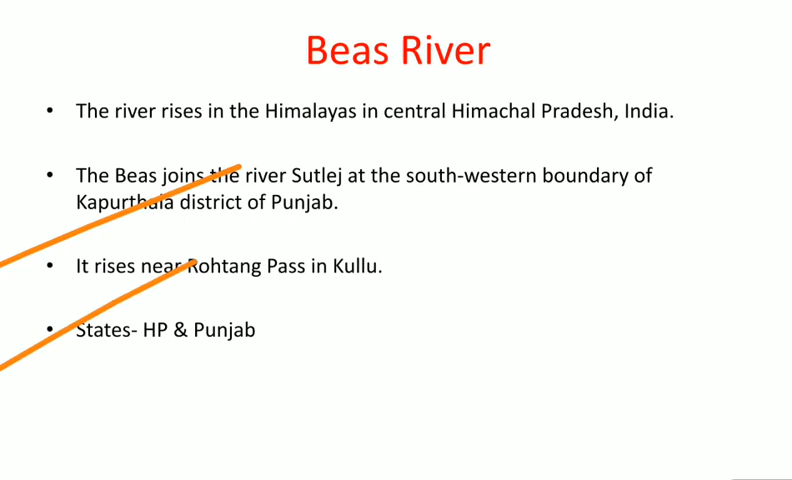 Beas River
• The river rises in the Himalayas in central Himachal Pradesh, India.
• The Beas joins the river Sutlej at the south-western boundary of
Kapurthala district of Punjab.
• It rises near Rohtang Pass in Kullu.
• States- HP & Punjab